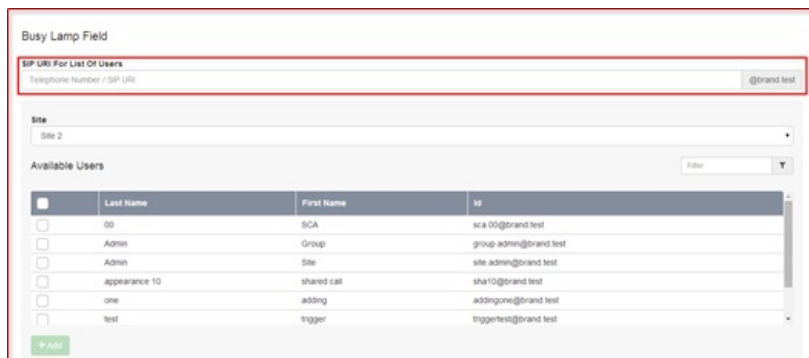 Busy Lamp Field
SIP URI For List Of Users
Telephone Number / SIP URI @brand.test
Site
Site 2
Available Users Filter
Last Name First Name Id
00 SCA sca.00@brand.test
Admin Group group.admin@brand.test
Admin Site site.admin@brand.test
appearance 10 shared call sha10@brand.test
one adding addingone@brand.test
test trigger triggertest@brand.test
+ Add